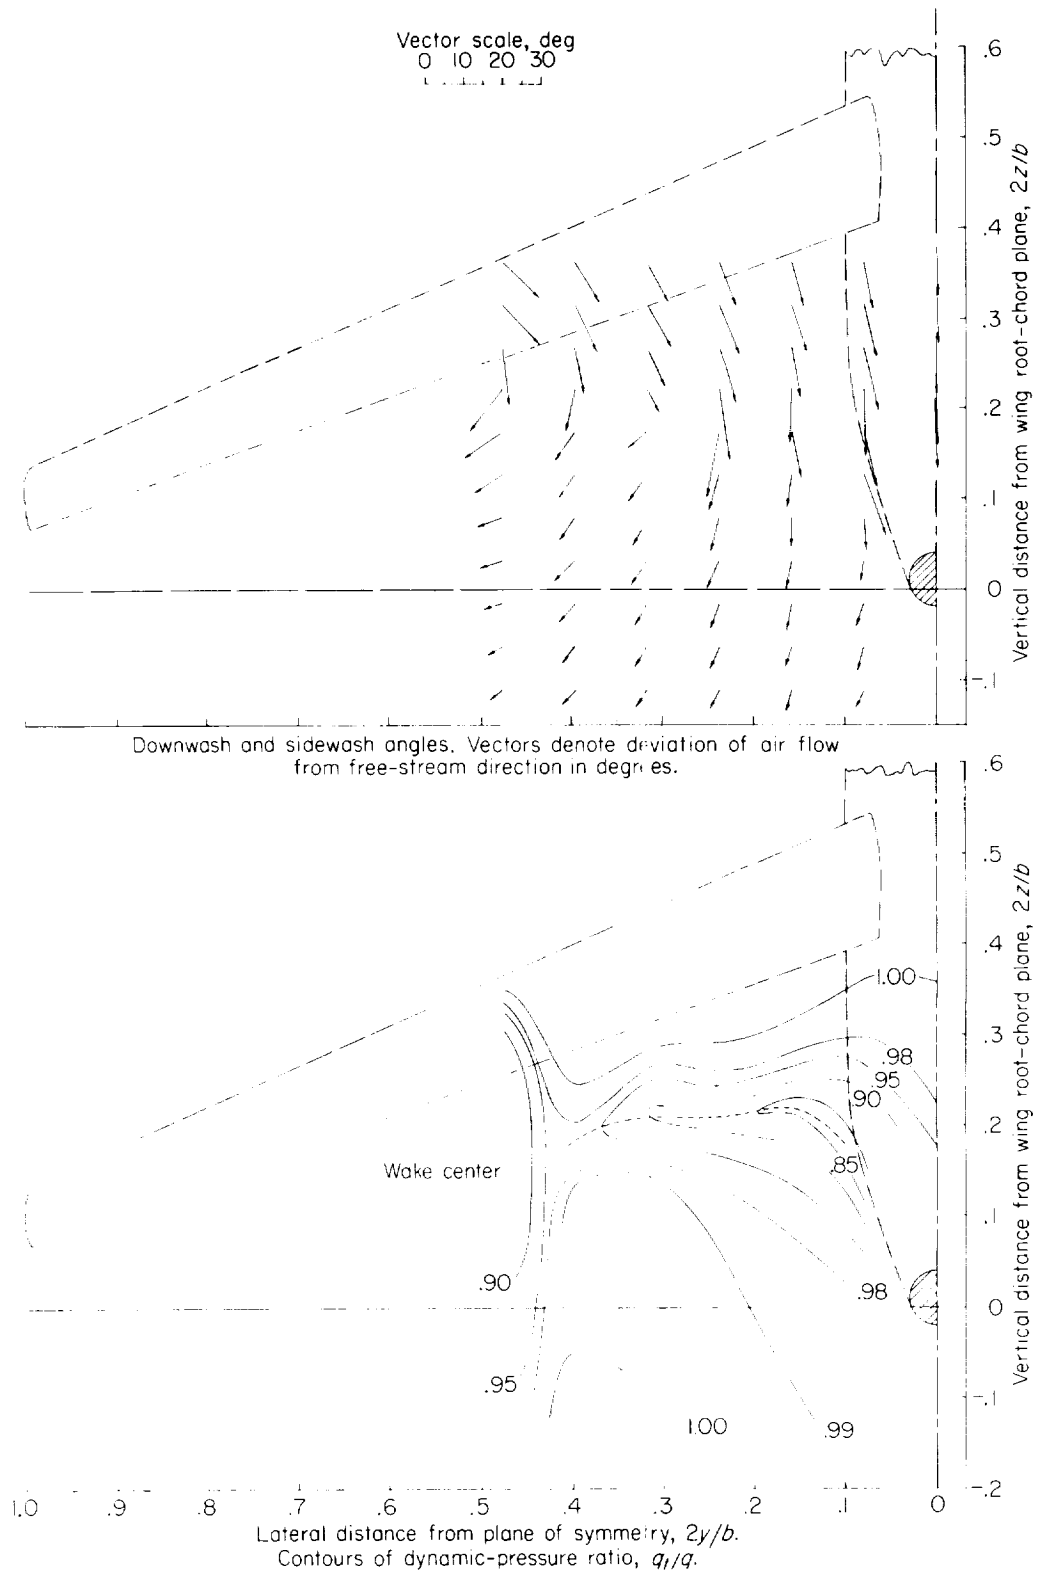 Vector scale, deg
0 10 20 30
.6
.5
.4
.3
.2
.1
0
-.1
Vertical distance from wing root-chord plane, 2z/b
Downwash and sidewash angles. Vectors denote deviation of air flow
from free-stream direction in degrees.
.6
.5
.4
.3
.2
.1
0
-.1
-.2
Vertical distance from wing root-chord plane, 2z/b
1.00
.98
.95
.90
.85
Wake center
.90
.98
.95
1.00
.99
1.0 .9 .8 .7 .6 .5 .4 .3 .2 .1 0
Lateral distance from plane of symmetry, 2y/b.
Contours of dynamic-pressure ratio, qt/q.